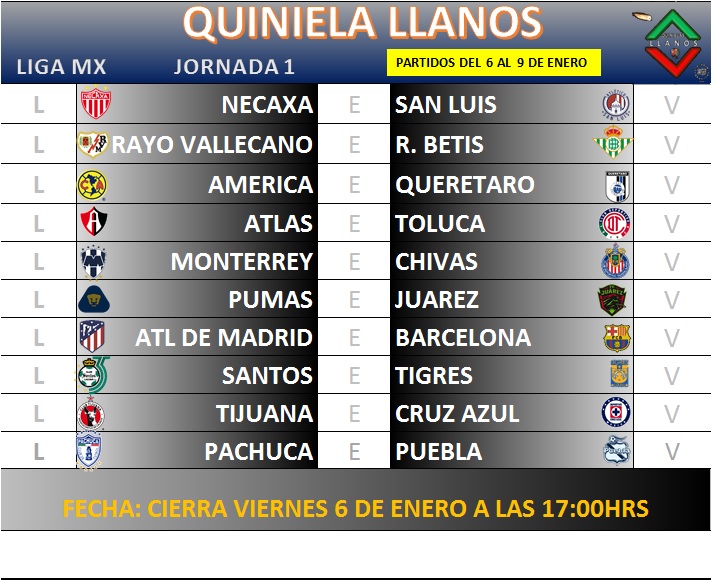 QUINIELA LLANOS
LLANOS
LIGA MX JORNADA 1 PARTIDOS DEL 6 AL 9 DE ENERO
L NECAXA E SAN LUIS V
L RAYO VALLECANO E R. BETIS V
L AMERICA E QUERETARO V
L ATLAS E TOLUCA V
L MONTERREY E CHIVAS V
L PUMAS E JUAREZ V
L ATL DE MADRID E BARCELONA V
L SANTOS E TIGRES V
L TIJUANA E CRUZ AZUL V
L PACHUCA E PUEBLA V
FECHA: CIERRA VIERNES 6 DE ENERO A LAS 17:00HRS